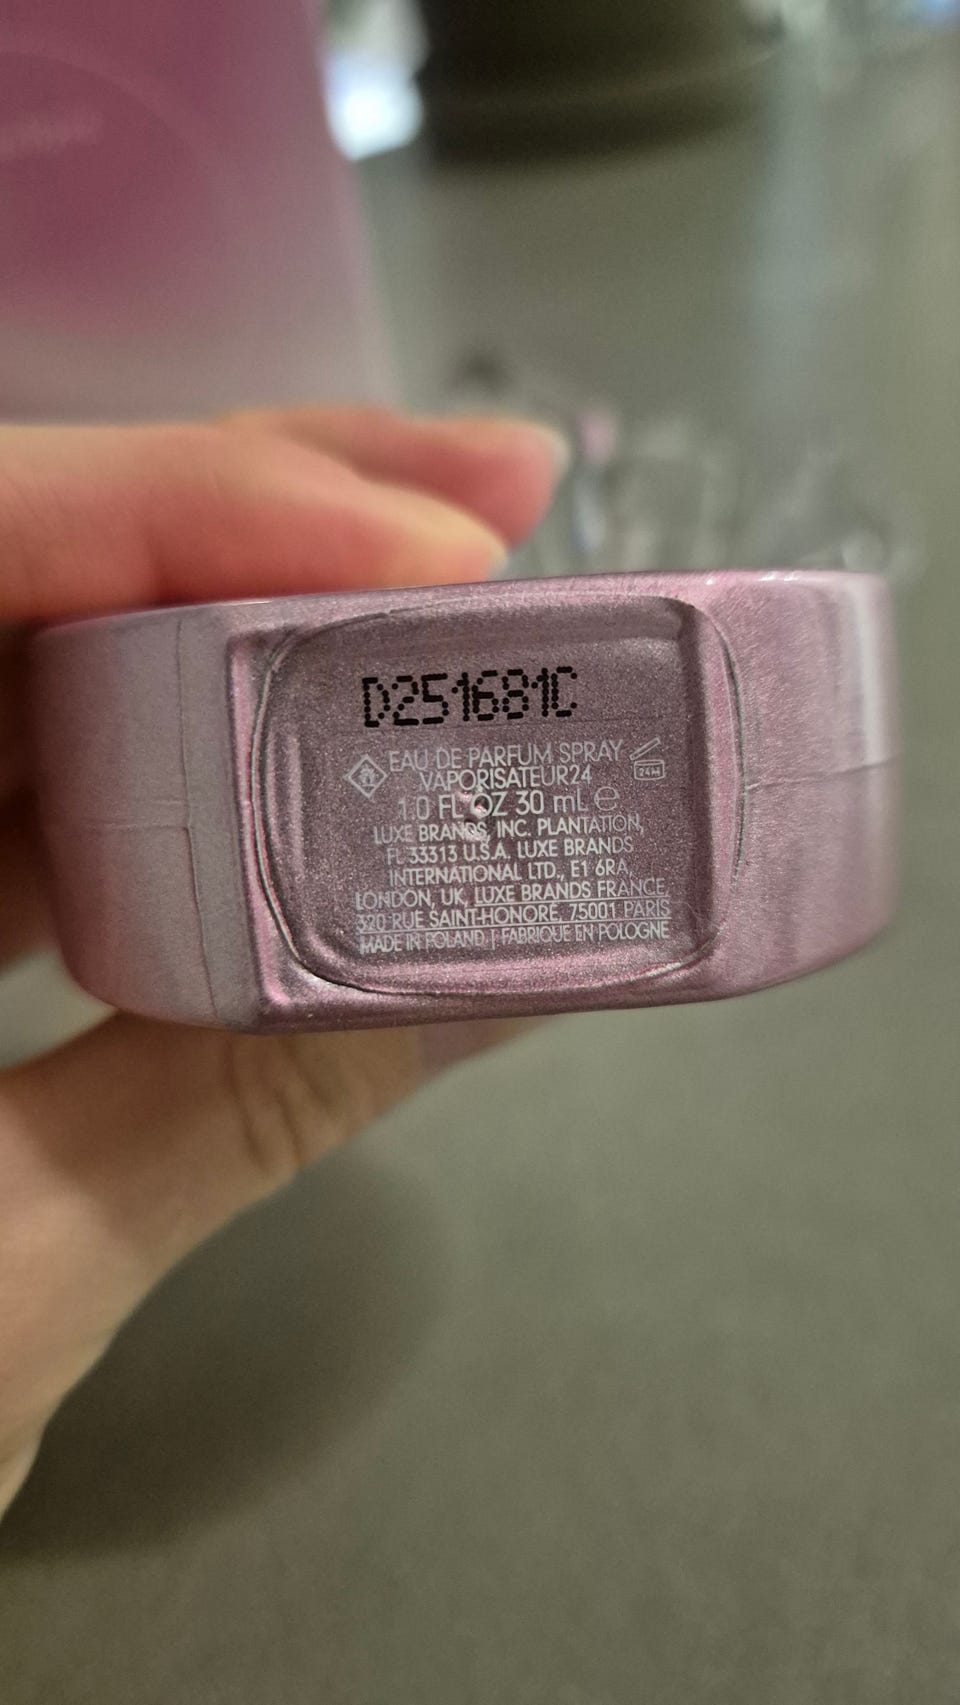 D251681C
EAU DE PARFUM SPRAY
VAPORISATEUR24
24M
1.0 FL OZ 30 mL ℮
LUXE BRANDS, INC. PLANTATION,
FL 33313 U.S.A. LUXE BRANDS
INTERNATIONAL LTD., E1 6RA,
LONDON, UK, LUXE BRANDS FRANCE,
320 RUE SAINT-HONORÉ, 75001 PARIS
MADE IN POLAND | FABRIQUE EN POLOGNE